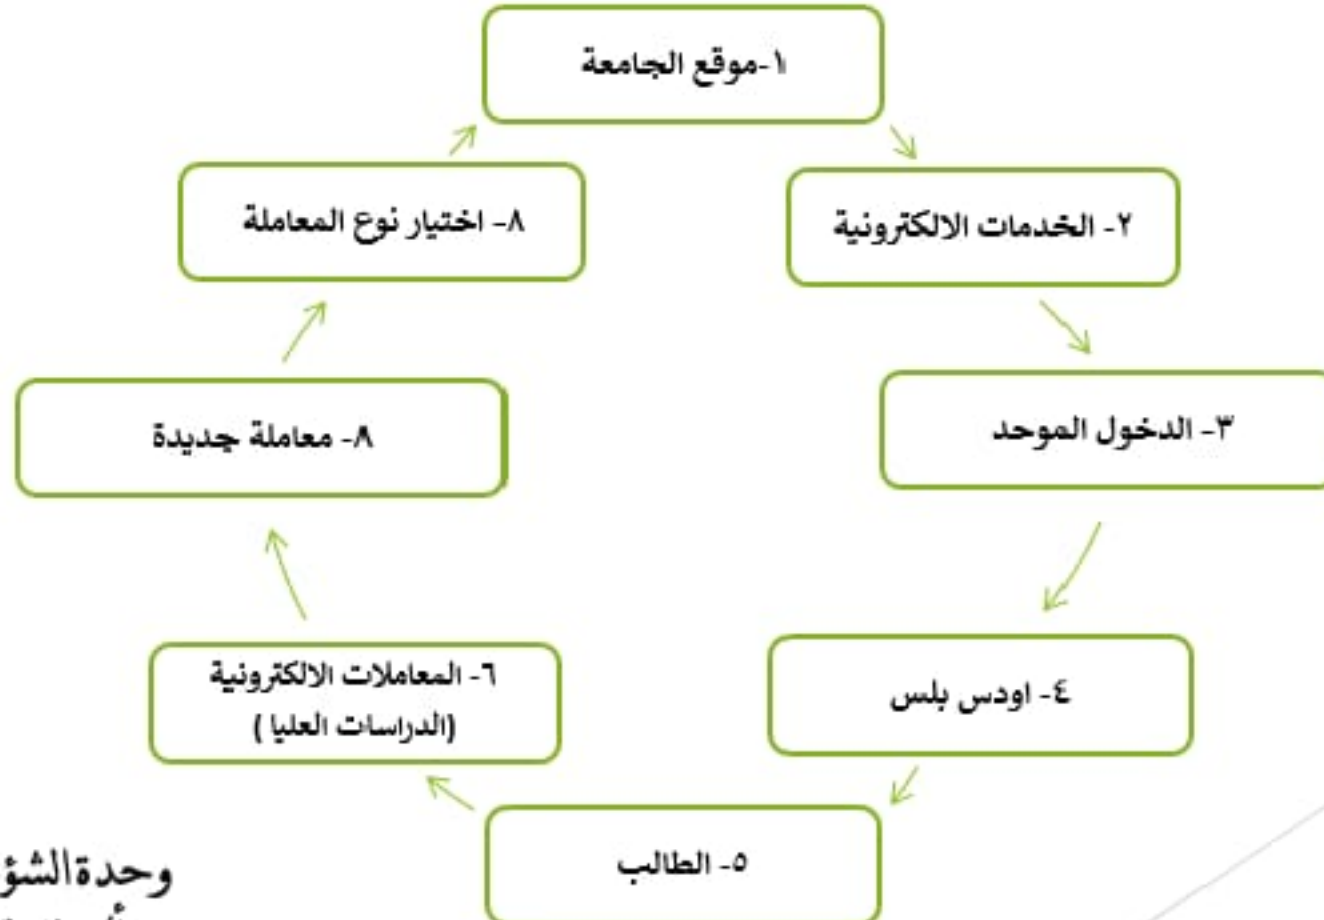 ١-موقع الجامعة
٢- الخدمات الالكترونية
٣- الدخول الموحد
٤- اودس بلس
٥- الطالب
٦- المعاملات الالكترونية
(الدراسات العليا )
٨- معاملة جديدة
٨- اختيار نوع المعاملة
وحدة